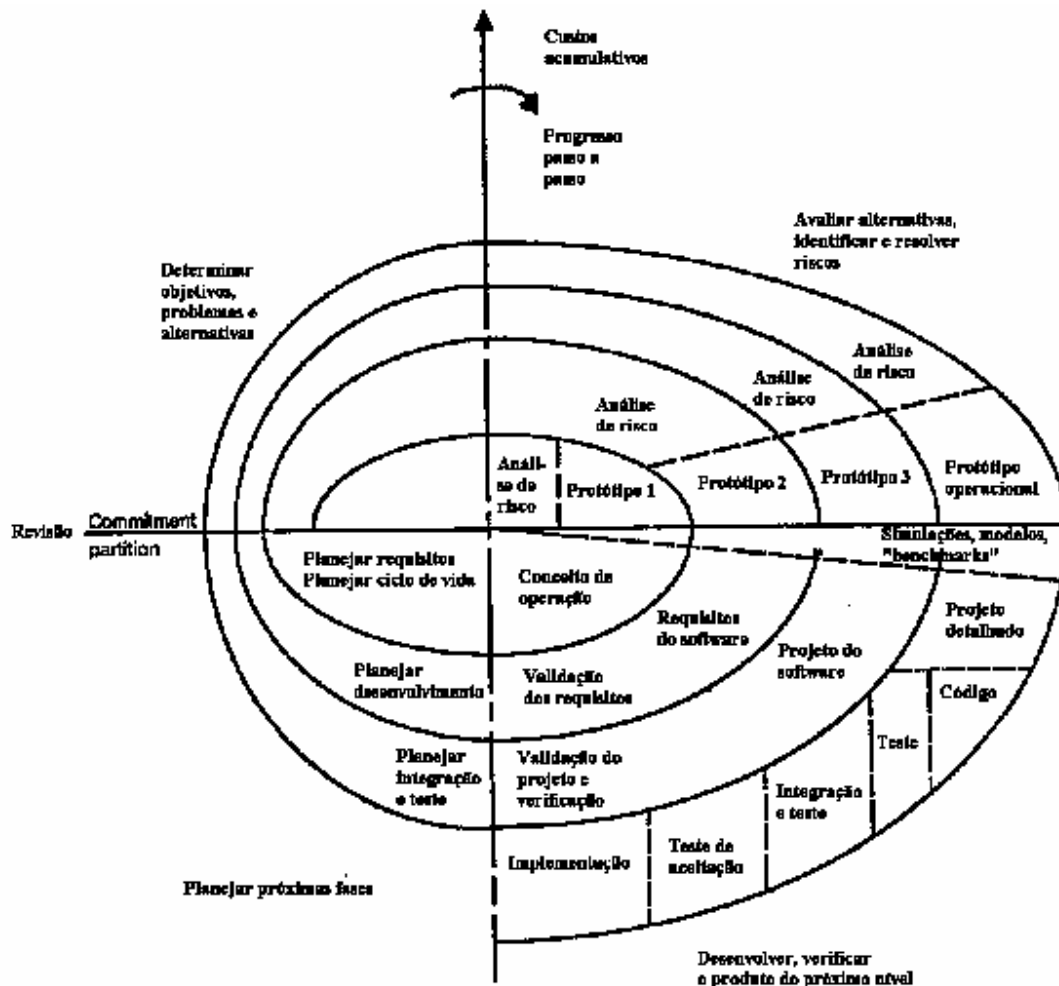 Custos
acumulativos
Progresso
passo a
passo
Avaliar alternativas,
identificar e resolver
riscos
Determinar
objetivos,
problemas e
alternativas
Análise
de risco
Análise
de risco
Análise
de risco
Análi-
se de
risco
Protótipo 1
Protótipo 2
Protótipo 3
Protótipo
operacional
Revisão
Commitment
partition
Simulações, modelos,
"benchmarks"
Planejar requisitos
Planejar ciclo de vida
Conceito de
operação
Requisitos
do software
Projeto do
software
Projeto
detalhado
Código
Teste
Planejar
desenvolvimento
Validação
dos requisitos
Planejar
integração
e teste
Validação do
projeto e
verificação
Integração
e teste
Teste de
aceitação
Implementação
Planejar próximas fases
Desenvolver, verificar
o produto do próximo nível